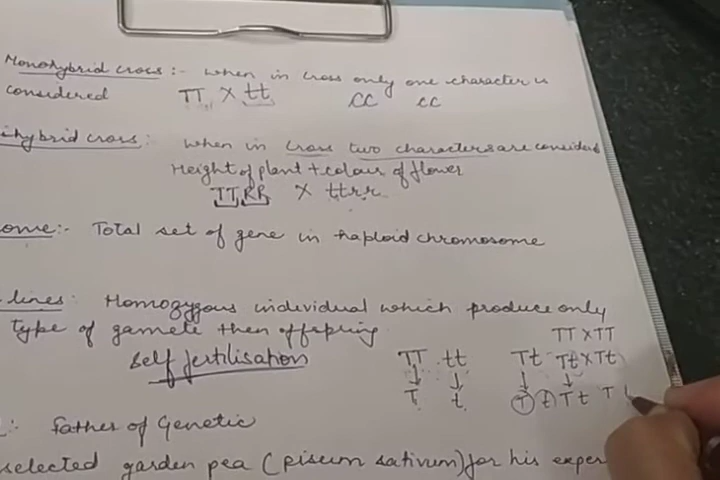 Monohybrid cross :- when in cross only one character is
considered TT X tt CC cc
ihybrid cross : when in cross two characters are considerd
Height of plant + colour of flower
TTRR X ttrr
ome :- Total set of gene in haploid chromosome
lines : Homozygous individual which produce only
type of gamete then offspring
TT X TT
self fertilisation TT tt Tt Tt X Tt
T t T t T t T
: father of Genetic
selected garden pea (pisum sativum) for his exper